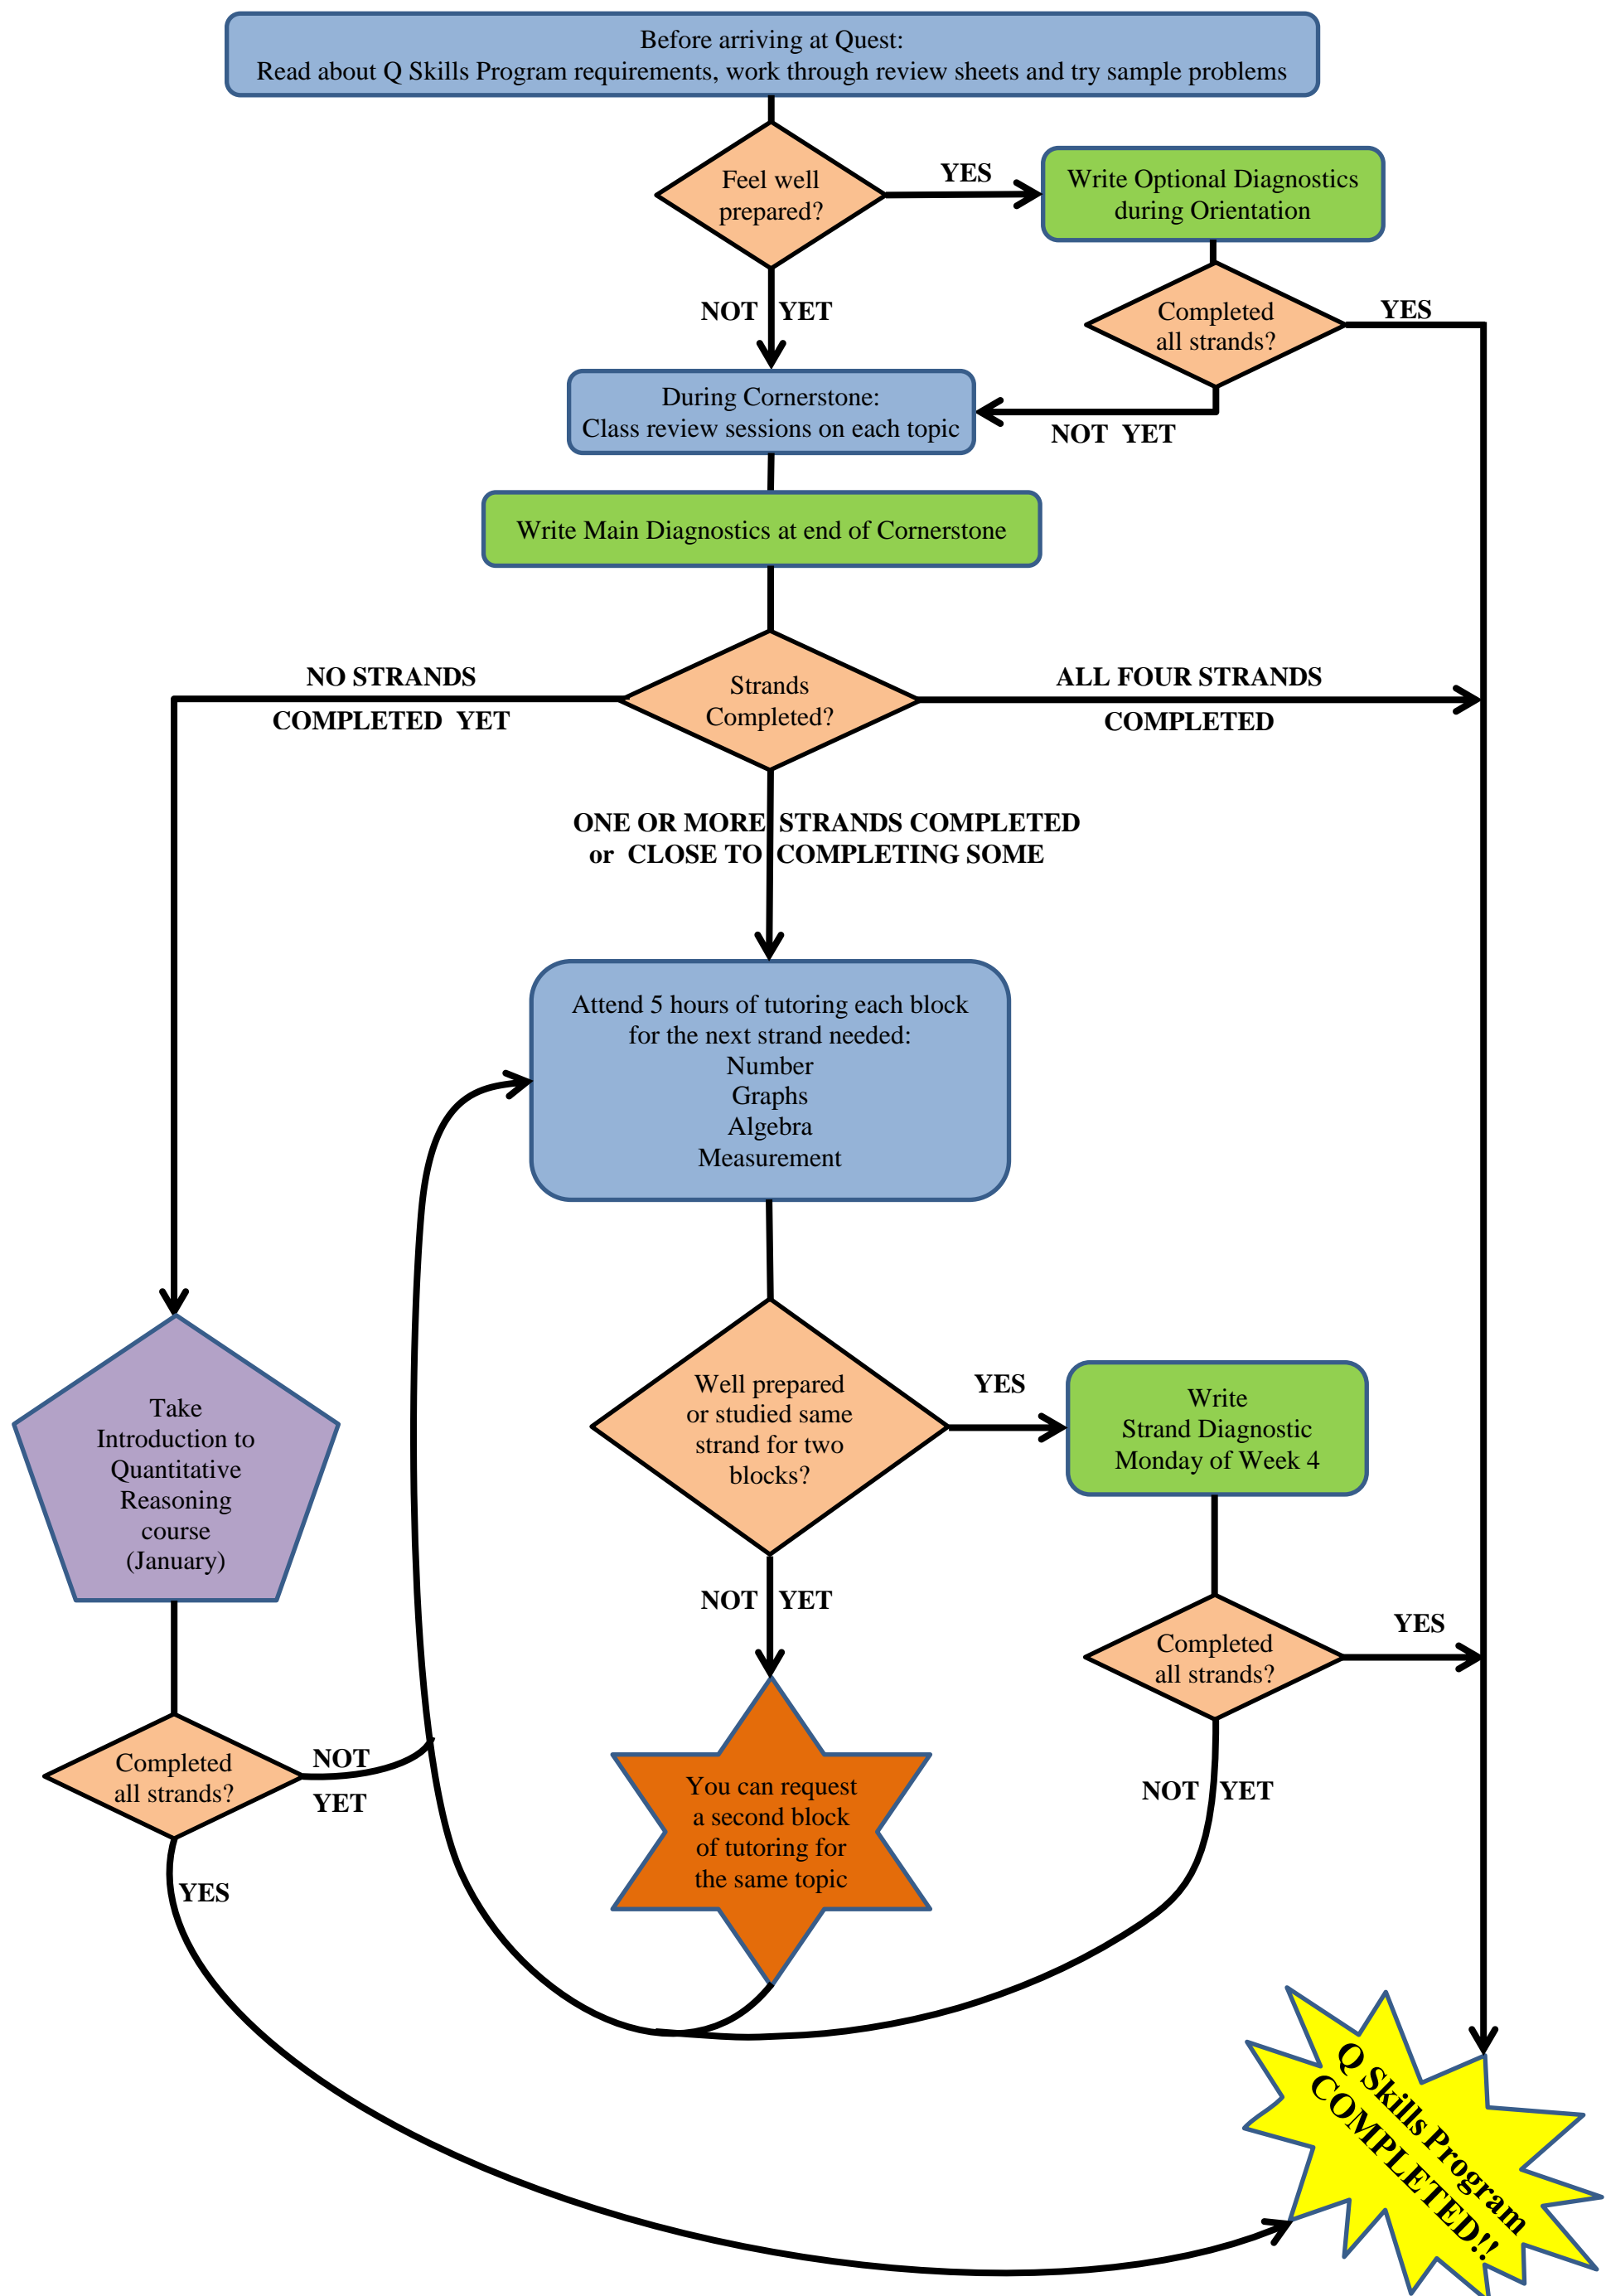 Before arriving at Quest:
Read about Q Skills Program requirements, work through review sheets and try sample problems
Feel well
prepared?
YES
Write Optional Diagnostics
during Orientation
NOT YET
Completed
all strands?
YES
During Cornerstone:
Class review sessions on each topic
NOT YET
Write Main Diagnostics at end of Cornerstone
NO STRANDS
COMPLETED YET
Strands
Completed?
ALL FOUR STRANDS
COMPLETED
ONE OR MORE STRANDS COMPLETED
or CLOSE TO COMPLETING SOME
Attend 5 hours of tutoring each block
for the next strand needed:
Number
Graphs
Algebra
Measurement
Take
Introduction to
Quantitative
Reasoning
course
(January)
Well prepared
or studied same
strand for two
blocks?
YES
Write
Strand Diagnostic
Monday of Week 4
NOT YET
Completed
all strands?
YES
Completed
all strands?
NOT
YET
You can request
a second block
of tutoring for
the same topic
NOT YET
YES
Q Skills Program
COMPLETED!!